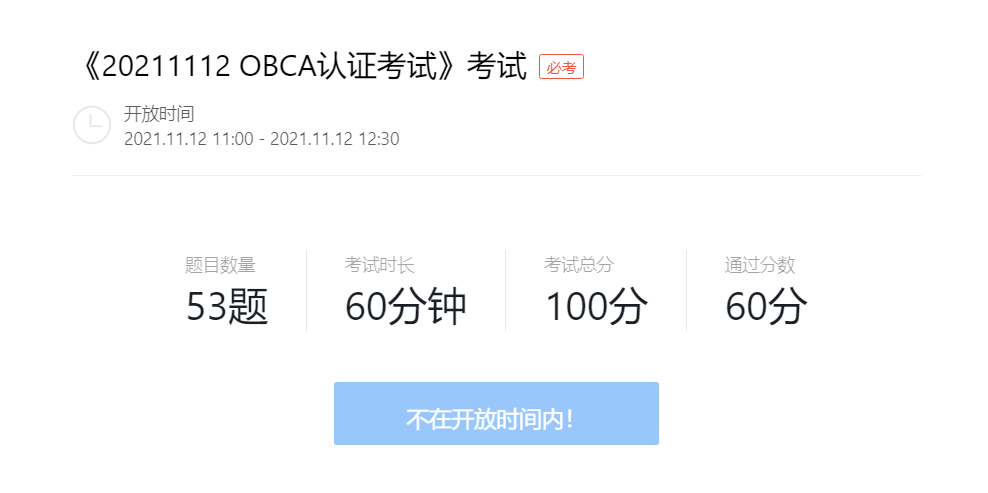 《20211112 OBCA认证考试》考试 必考
开放时间
2021.11.12 11:00 - 2021.11.12 12:30
题目数量 考试时长 考试总分 通过分数
53题 60分钟 100分 60分
不在开放时间内!